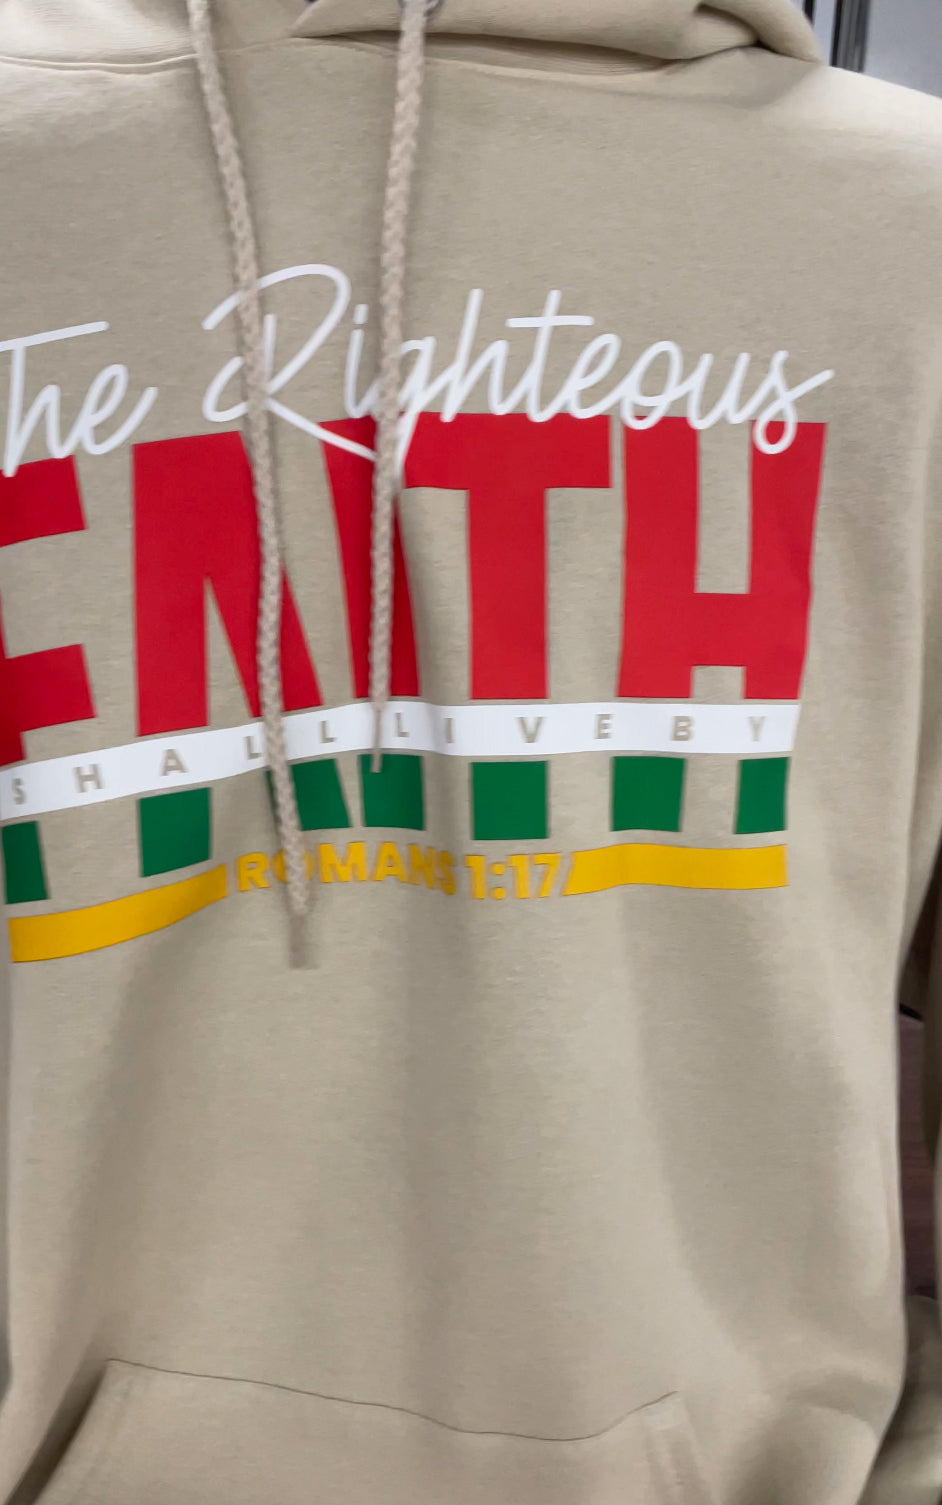 The Righteous
FAITH
SHALL LIVE BY
ROMANS 1:17